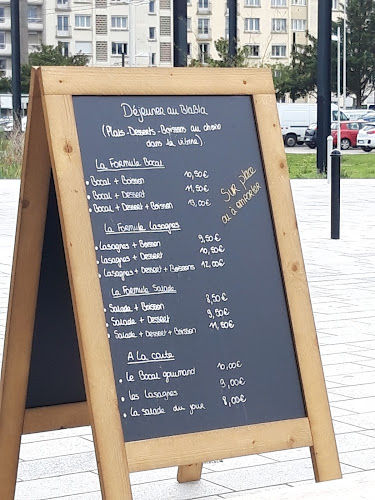 Déjeuner au Blabla
(Plats - Desserts - Boissons au choix
dans la vitrine)
La Formule Bocal
• Bocal + Boisson 10,50€
• Bocal + Dessert 11,50€
• Bocal + Dessert + Boisson 13,00€
Sur place
ou à emporter
La Formule Lasagnes
• Lasagnes + Boisson 9,50€
• Lasagnes + Dessert 10,50€
• Lasagnes + Dessert + Boissons 12,00€
La Formule Salade
• Salade + Boisson 8,50€
• Salade + Dessert 9,50€
• Salade + Dessert + Boisson 11,50€
A La carte
• Le Bocal gourmand 10,00€
• les Lasagnes 9,00€
• La salade du jour 8,00€